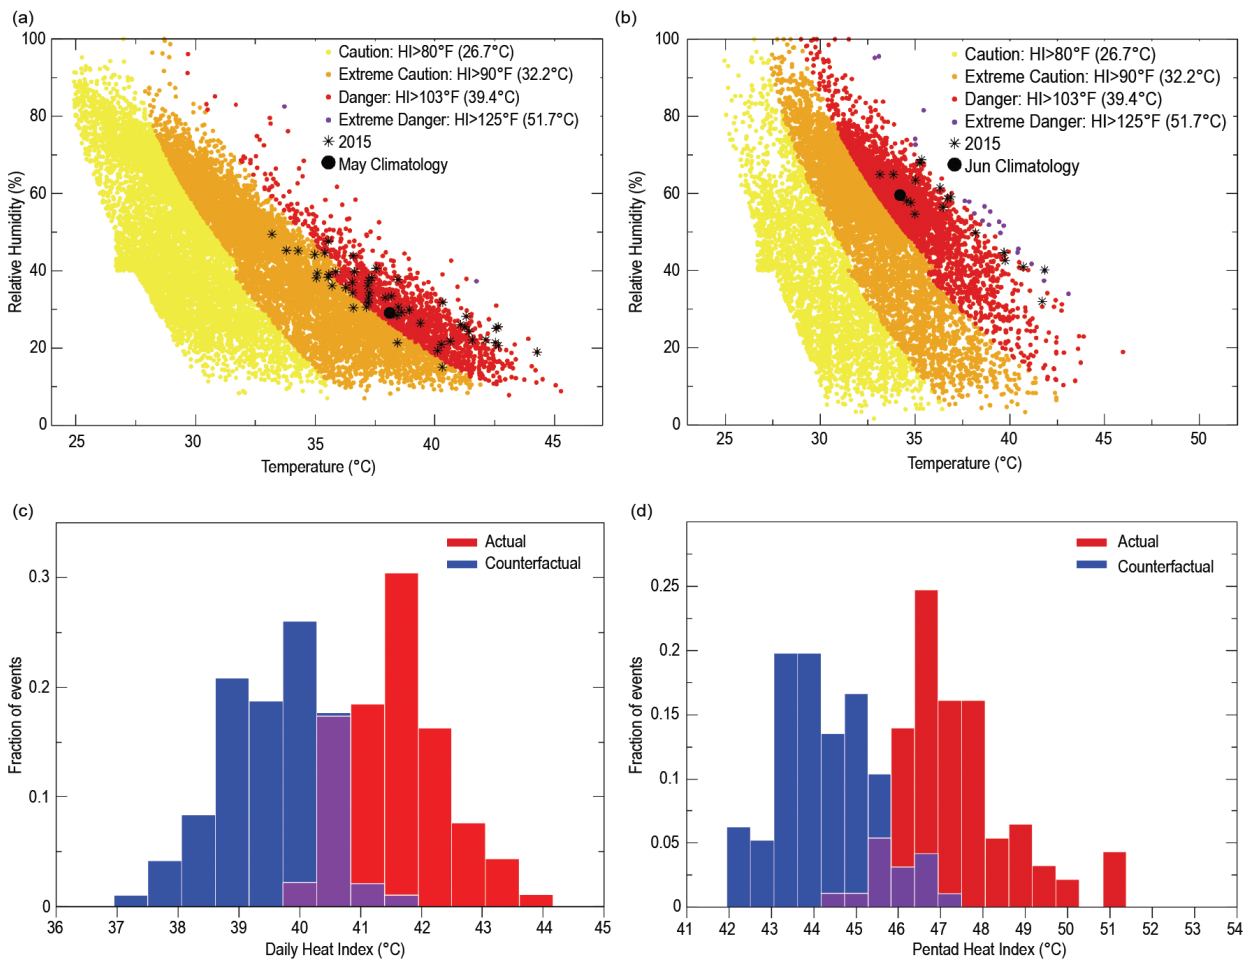 (a)
100
80
60
40
20
0
Relative Humidity (%)
Caution: HI>80°F (26.7°C)
Extreme Caution: HI>90°F (32.2°C)
Danger: HI>103°F (39.4°C)
Extreme Danger: HI>125°F (51.7°C)
2015
May Climatology
25 30 35 40 45
Temperature (°C)
(b)
100
80
60
40
20
0
Relative Humidity (%)
Caution: HI>80°F (26.7°C)
Extreme Caution: HI>90°F (32.2°C)
Danger: HI>103°F (39.4°C)
Extreme Danger: HI>125°F (51.7°C)
2015
Jun Climatology
25 30 35 40 45 50
Temperature (°C)
(c)
0.3
0.2
0.1
0
Fraction of events
Actual
Counterfactual
36 37 38 39 40 41 42 43 44 45
Daily Heat Index (°C)
(d)
0.25
0.2
0.15
0.1
0.05
0
Fraction of events
Actual
Counterfactual
41 42 43 44 45 46 47 48 49 50 51 52 53 54
Pentad Heat Index (°C)